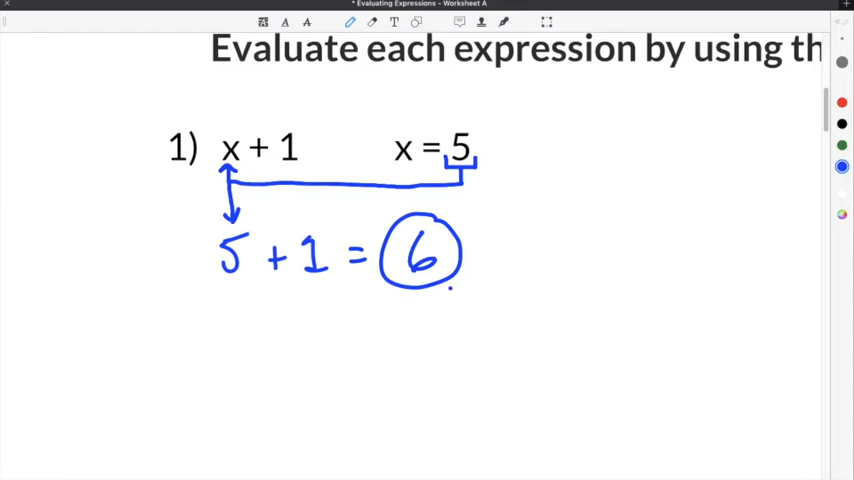 * Evaluating Expressions - Worksheet A
Evaluate each expression by using th
1) x + 1 x = 5
5 + 1 = 6